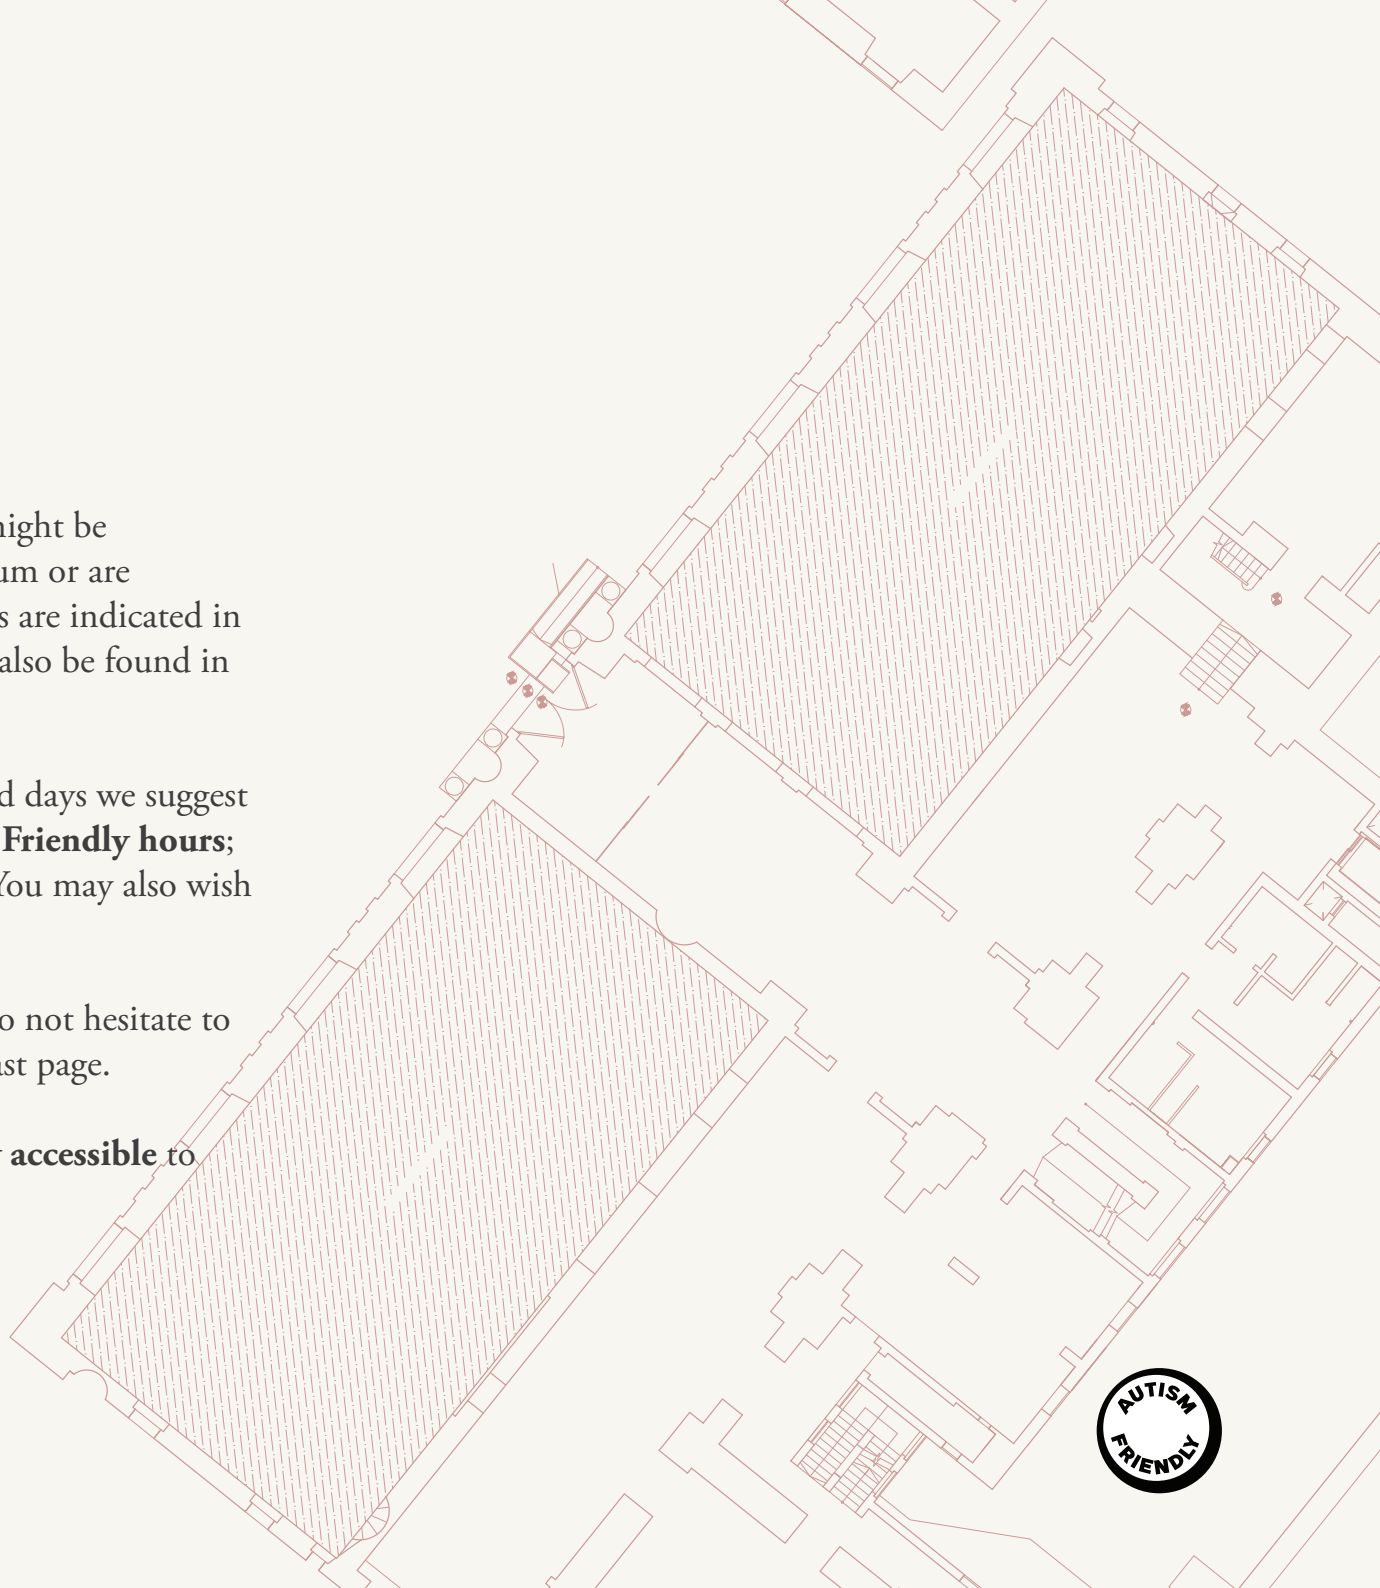 might be
um or are
s are indicated in
also be found in
d days we suggest
Friendly hours;
You may also wish
o not hesitate to
ast page.
accessible to
AUTISM
FRIENDLY